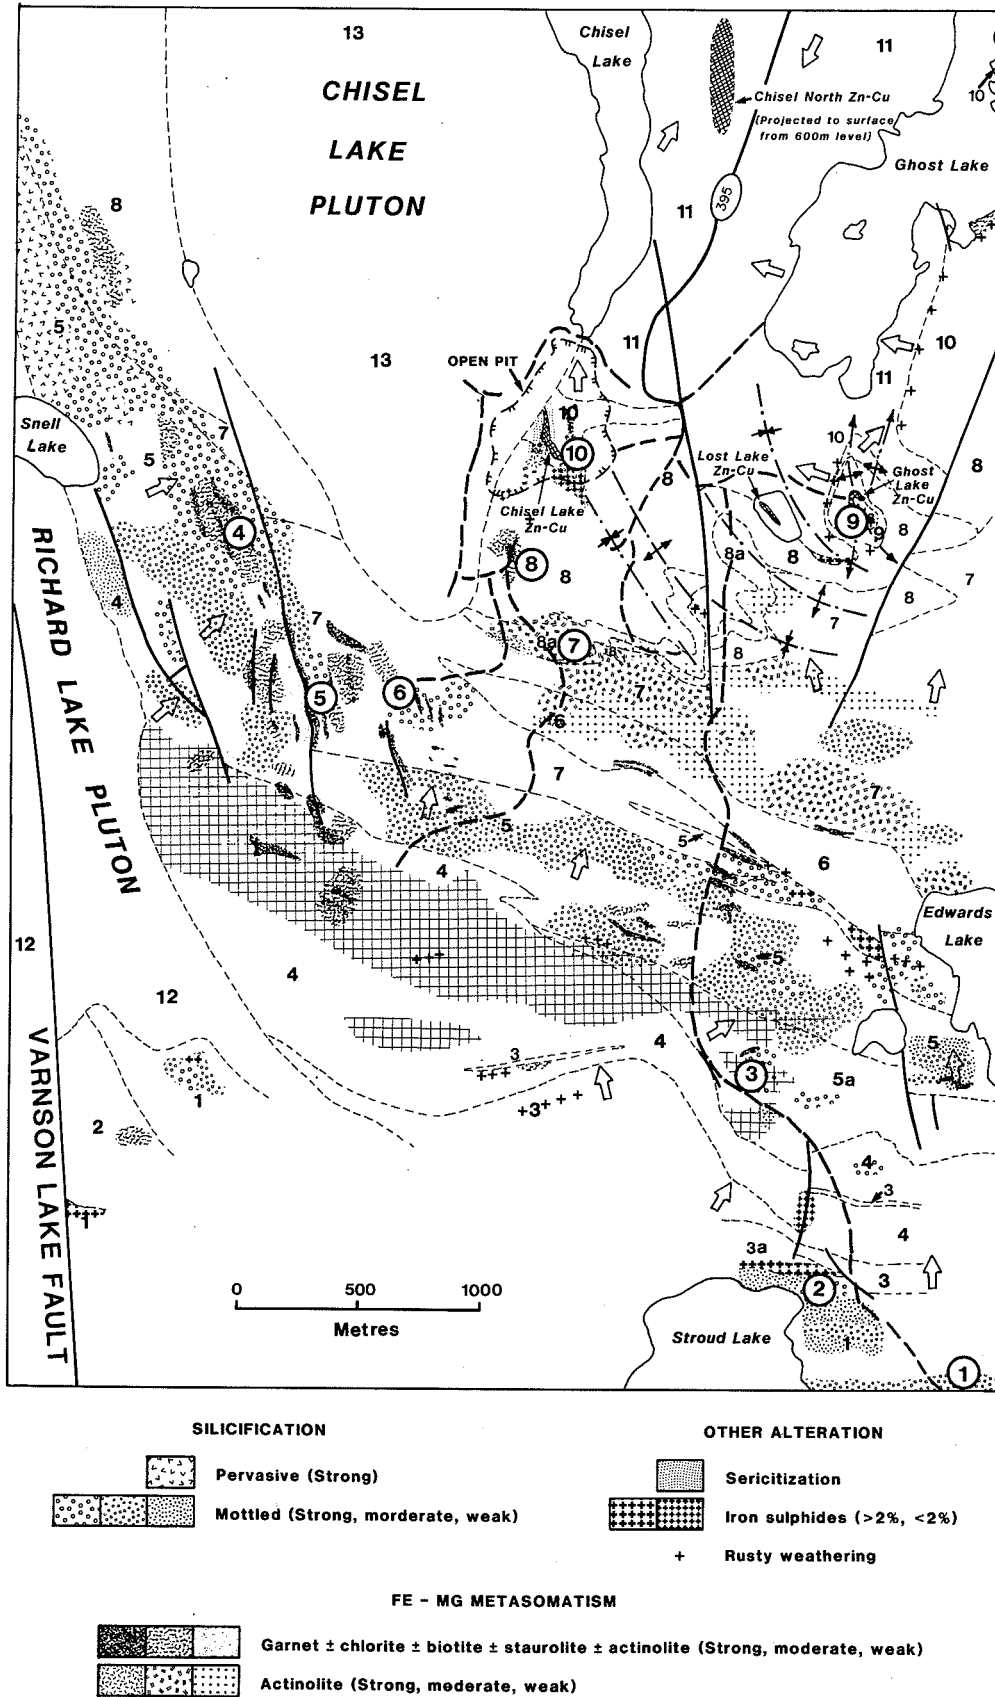 13
Chisel
Lake
11
11
10
CHISEL
LAKE
PLUTON
Chisel North Zn-Cu
(Projected to surface
from 600m level)
Ghost Lake
8
395
11
5
13
11
10
OPEN PIT
11
Snell
Lake
7
10
10
5
10
Lost Lake
Zn-Cu
Ghost
Lake
Zn-Cu
8
8
Chisel Lake
Zn-Cu
4
9
9
8
8
8
8a
8
7
4
8
7
7
8
8a
7
8
8
RICHARD LAKE PLUTON
5
6
7
6
7
7
5
5
6
4
Edwards
Lake
12
5
4
12
4
5
3
3
5a
1
+3
2
4
3
1
4
3a
3
2
0 500 1000
Metres
Stroud Lake
1
1
VARNSON LAKE FAULT
SILICIFICATION
Pervasive (Strong)
Mottled (Strong, morderate, weak)
OTHER ALTERATION
Sericitization
Iron sulphides (>2%, <2%)
+ Rusty weathering
FE - MG METASOMATISM
Garnet ± chlorite ± biotite ± staurolite ± actinolite (Strong, moderate, weak)
Actinolite (Strong, mederate, weak)